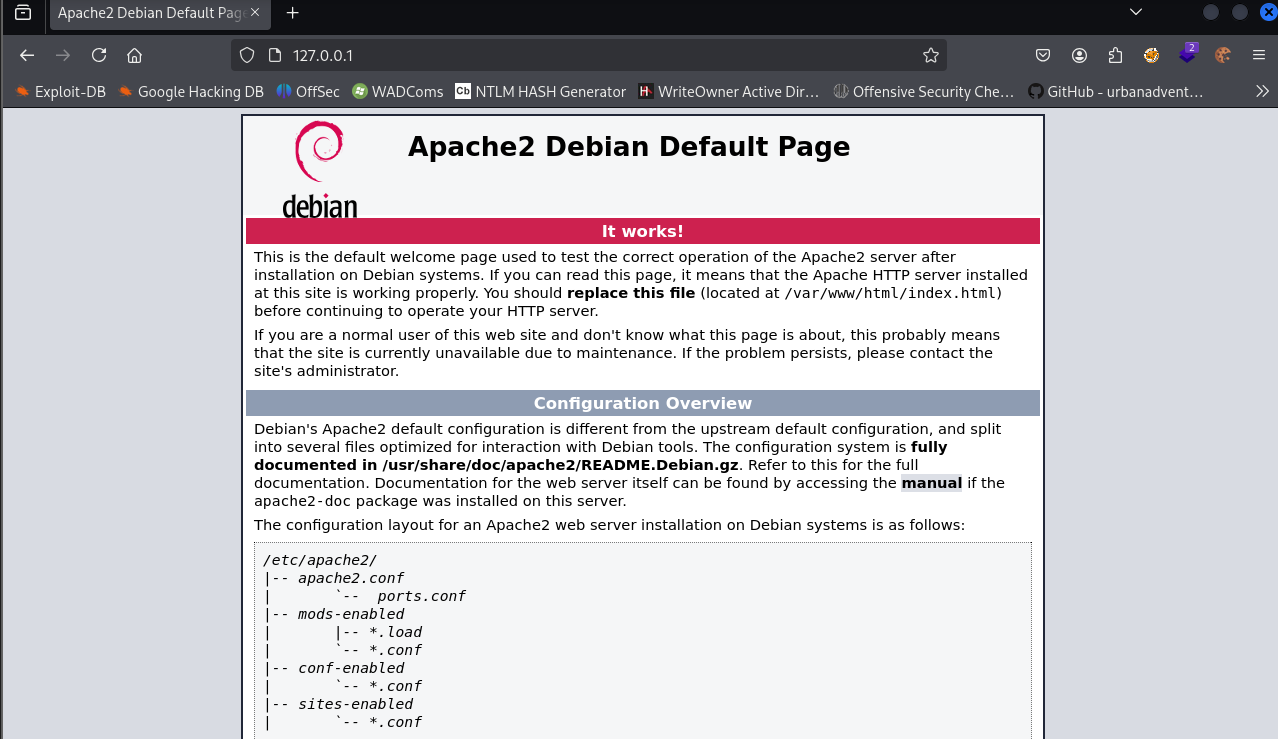 Apache2 Debian Default Page
127.0.0.1
2
Exploit-DB Google Hacking DB OffSec WADComs Cb NTLM HASH Generator H WriteOwner Active Dir… Offensive Security Che… GitHub - urbanadvent…
debian
Apache2 Debian Default Page
It works!
This is the default welcome page used to test the correct operation of the Apache2 server after
installation on Debian systems. If you can read this page, it means that the Apache HTTP server installed
at this site is working properly. You should replace this file (located at /var/www/html/index.html)
before continuing to operate your HTTP server.
If you are a normal user of this web site and don't know what this page is about, this probably means
that the site is currently unavailable due to maintenance. If the problem persists, please contact the
site's administrator.
Configuration Overview
Debian's Apache2 default configuration is different from the upstream default configuration, and split
into several files optimized for interaction with Debian tools. The configuration system is fully
documented in /usr/share/doc/apache2/README.Debian.gz. Refer to this for the full
documentation. Documentation for the web server itself can be found by accessing the manual if the
apache2-doc package was installed on this server.
The configuration layout for an Apache2 web server installation on Debian systems is as follows:
/etc/apache2/
|-- apache2.conf
|       `--  ports.conf
|-- mods-enabled
|       |-- *.load
|       `-- *.conf
|-- conf-enabled
|       `-- *.conf
|-- sites-enabled
|       `-- *.conf